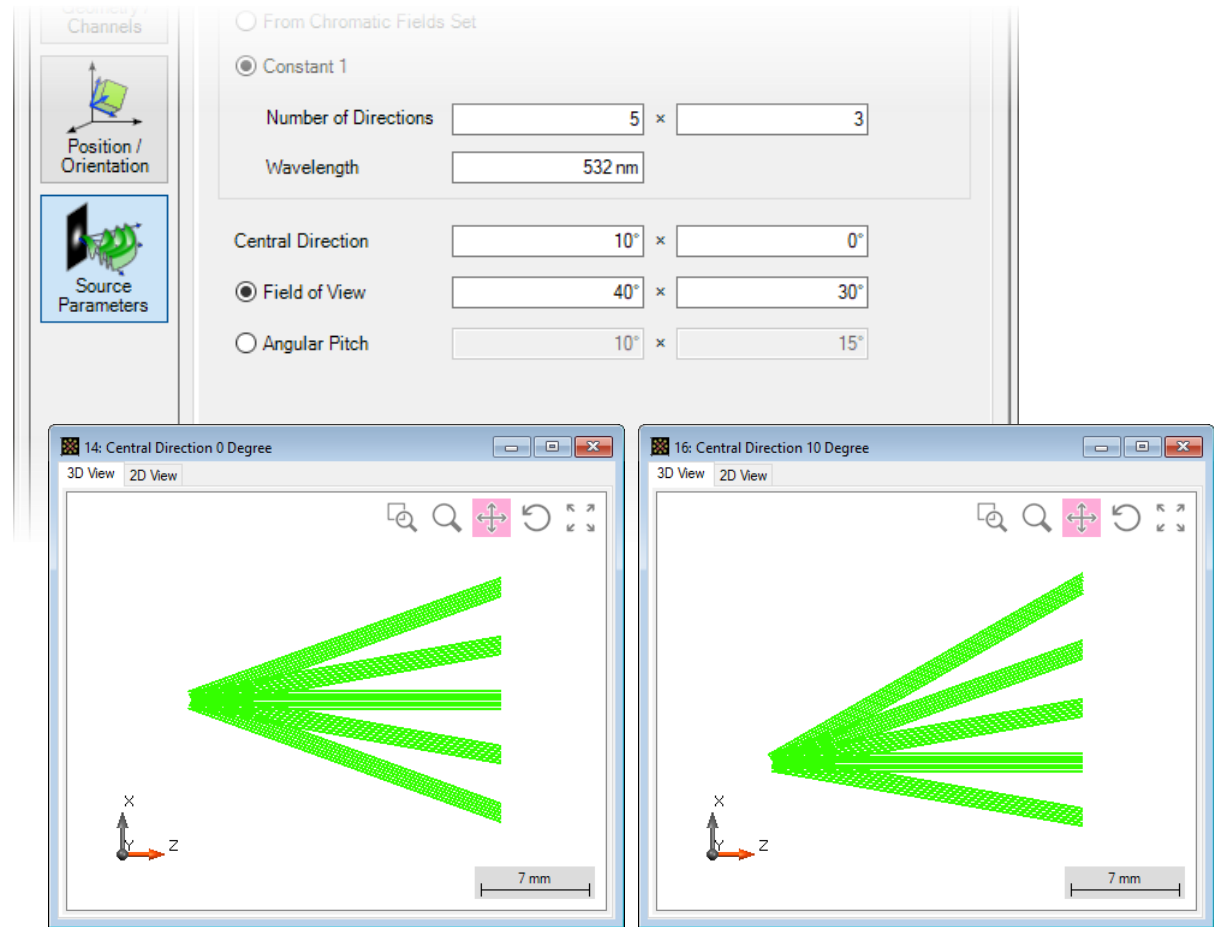 Geometry /
Channels
From Chromatic Fields Set
Constant 1
Number of Directions 5 × 3
Position /
Orientation
Wavelength 532 nm
Central Direction 10° × 0°
Source
Parameters
Field of View 40° × 30°
Angular Pitch 10° × 15°
14: Central Direction 0 Degree
3D View 2D View
X
Y Z
7 mm
16: Central Direction 10 Degree
3D View 2D View
X
Y Z
7 mm